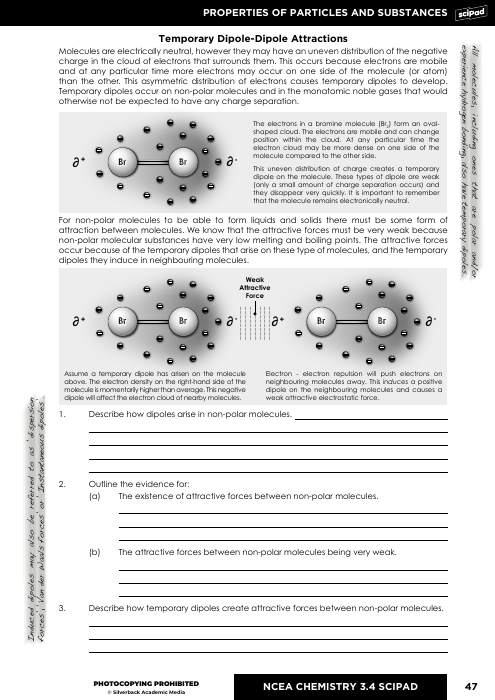 PROPERTIES OF PARTICLES AND SUBSTANCES
scipad
Temporary Dipole-Dipole Attractions
Molecules are electrically neutral, however they may have an uneven distribution of the negative
charge in the cloud of electrons that surrounds them. This occurs because electrons are mobile
and at any particular time more electrons may occur on one side of the molecule (or atom)
than the other. This asymmetric distribution of electrons causes temporary dipoles to develop.
Temporary dipoles occur on non-polar molecules and in the monatomic noble gases that would
otherwise not be expected to have any charge separation.
All molecules, including ones that are polar and/or
experience hydrogen bonding, also have temporary dipoles.
∂+ Br Br ∂-
The electrons in a bromine molecule (Br2) form an oval-
shaped cloud. The electrons are mobile and can change
position within the cloud. At any particular time the
electron cloud may be more dense on one side of the
molecule compared to the other side.
This uneven distribution of charge creates a temporary
dipole on the molecule. These types of dipole are weak
(only a small amount of charge separation occurs) and
they disappear very quickly. It is important to remember
that the molecule remains electronically neutral.
For non-polar molecules to be able to form liquids and solids there must be some form of
attraction between molecules. We know that the attractive forces must be very weak because
non-polar molecular substances have very low melting and boiling points. The attractive forces
occur because of the temporary dipoles that arise on these type of molecules, and the temporary
dipoles they induce in neighbouring molecules.
Weak
Attractive
Force
∂+ Br Br ∂- ∂+ Br Br ∂-
Assume a temporary dipole has arisen on the molecule
above. The electron density on the right-hand side of the
molecule is momentarily higher than average. This negative
dipole will affect the electron cloud of nearby molecules.
Electron - electron repulsion will push electrons on
neighbouring molecules away. This induces a positive
dipole on the neighbouring molecules and causes a
weak attractive electrostatic force.
Induced dipoles may also be referred to as 'dispersion
forces', 'Van der Waals forces' or 'Instantaneous dipoles'.
1. Describe how dipoles arise in non-polar molecules.
2. Outline the evidence for:
(a) The existence of attractive forces between non-polar molecules.
(b) The attractive forces between non-polar molecules being very weak.
3. Describe how temporary dipoles create attractive forces between non-polar molecules.
PHOTOCOPYING PROHIBITED
© Silverback Academic Media
NCEA CHEMISTRY 3.4 SCIPAD
47